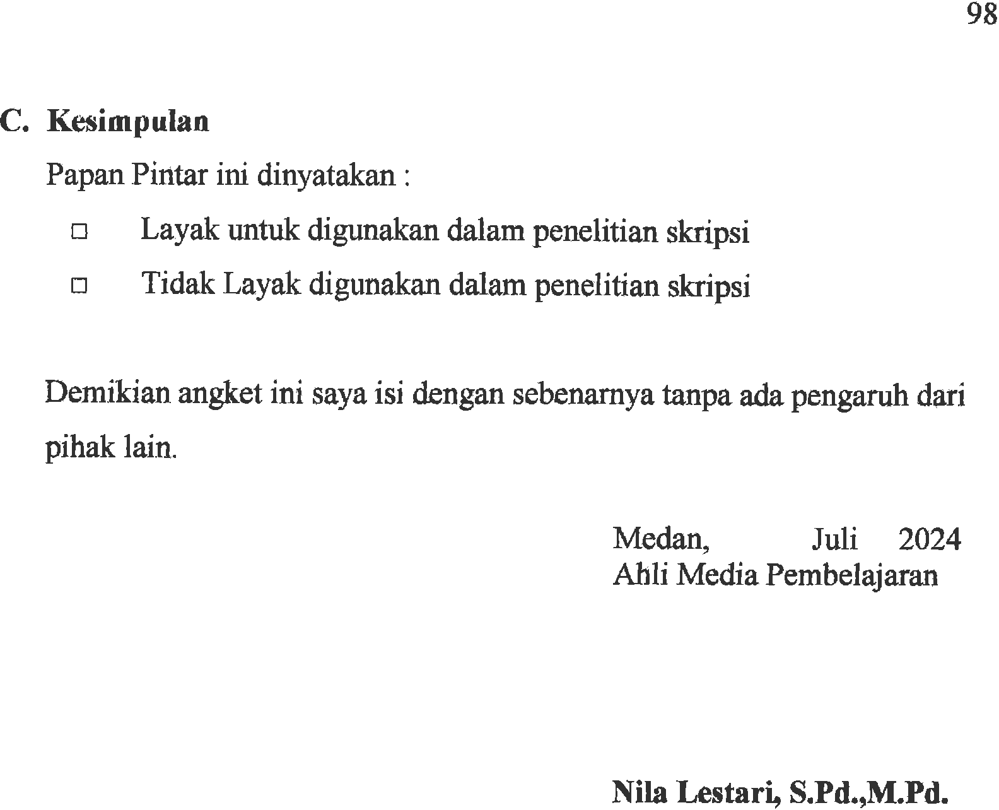 98
C. Kesimpulan
Papan Pintar ini dinyatakan :
□ Layak untuk digunakan dalam penelitian skripsi
□ Tidak Layak digunakan dalam penelitian skripsi
Demikian angket ini saya isi dengan sebenarnya tanpa ada pengaruh dari
pihak lain.
Medan, Juli 2024
Ahli Media Pembelajaran
Nila Lestari, S.Pd.,M.Pd.